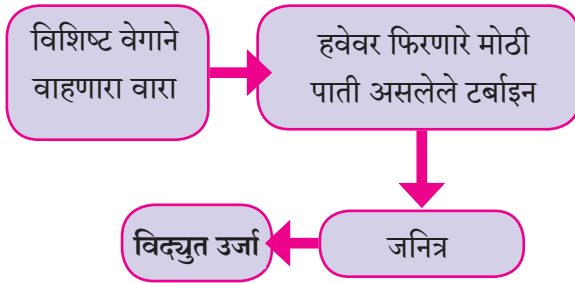 विशिष्ट वेगाने
वाहणारा वारा
हवेवर फिरणारे मोठी
पाती असलेले टर्बाइन
जनित्र
विद्युत उर्जा